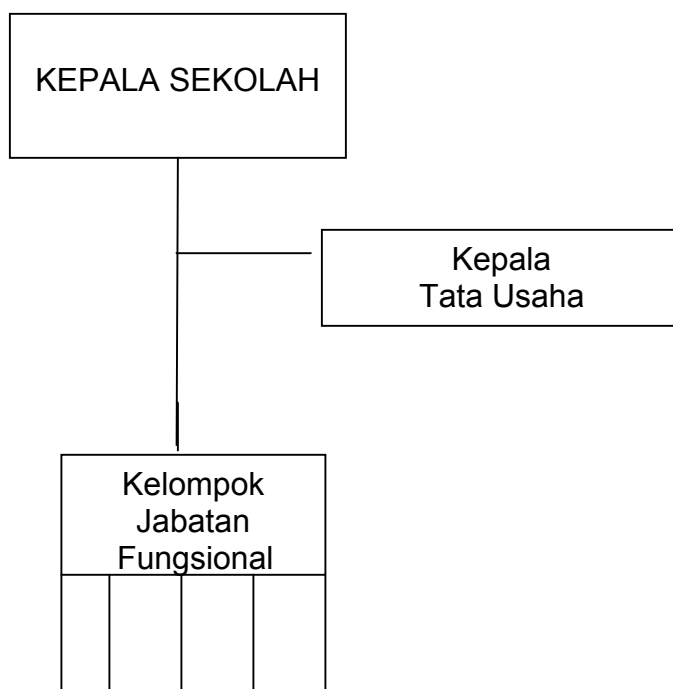 KEPALA SEKOLAH
Kepala
Tata Usaha
Kelompok
Jabatan
Fungsional